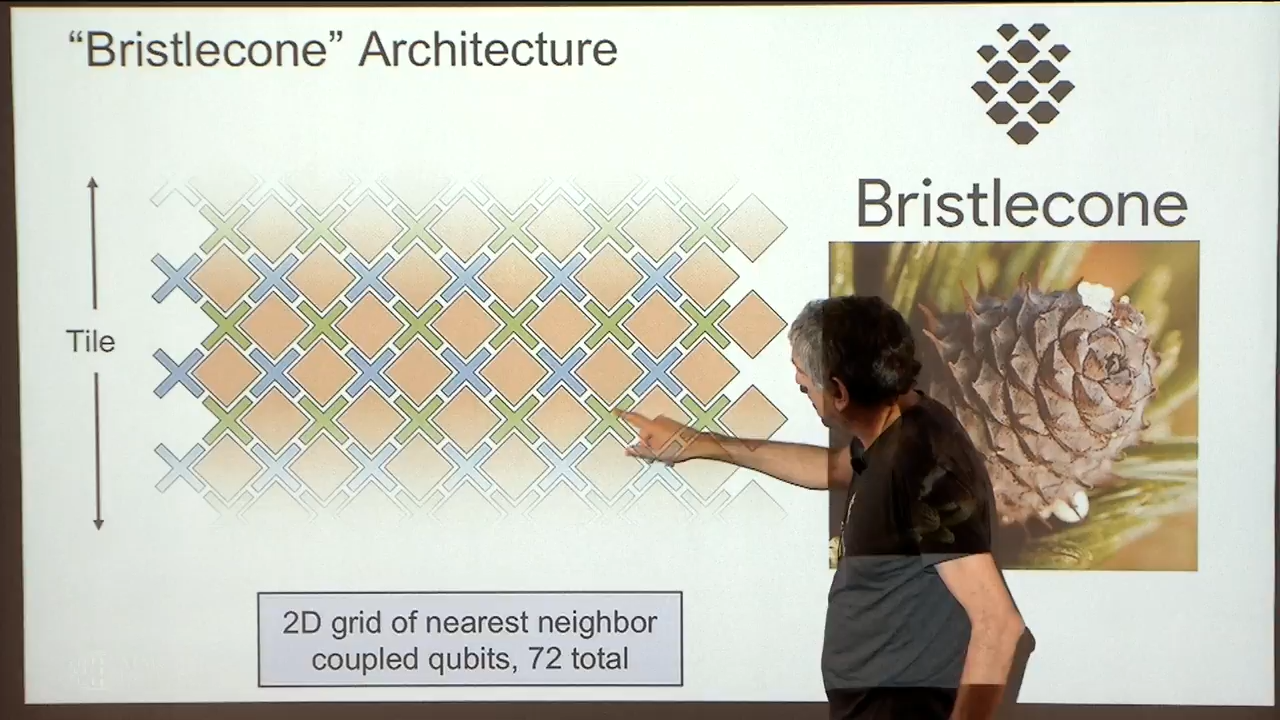 “Bristlecone” Architecture
Bristlecone
Tile
2D grid of nearest neighbor
coupled qubits, 72 total